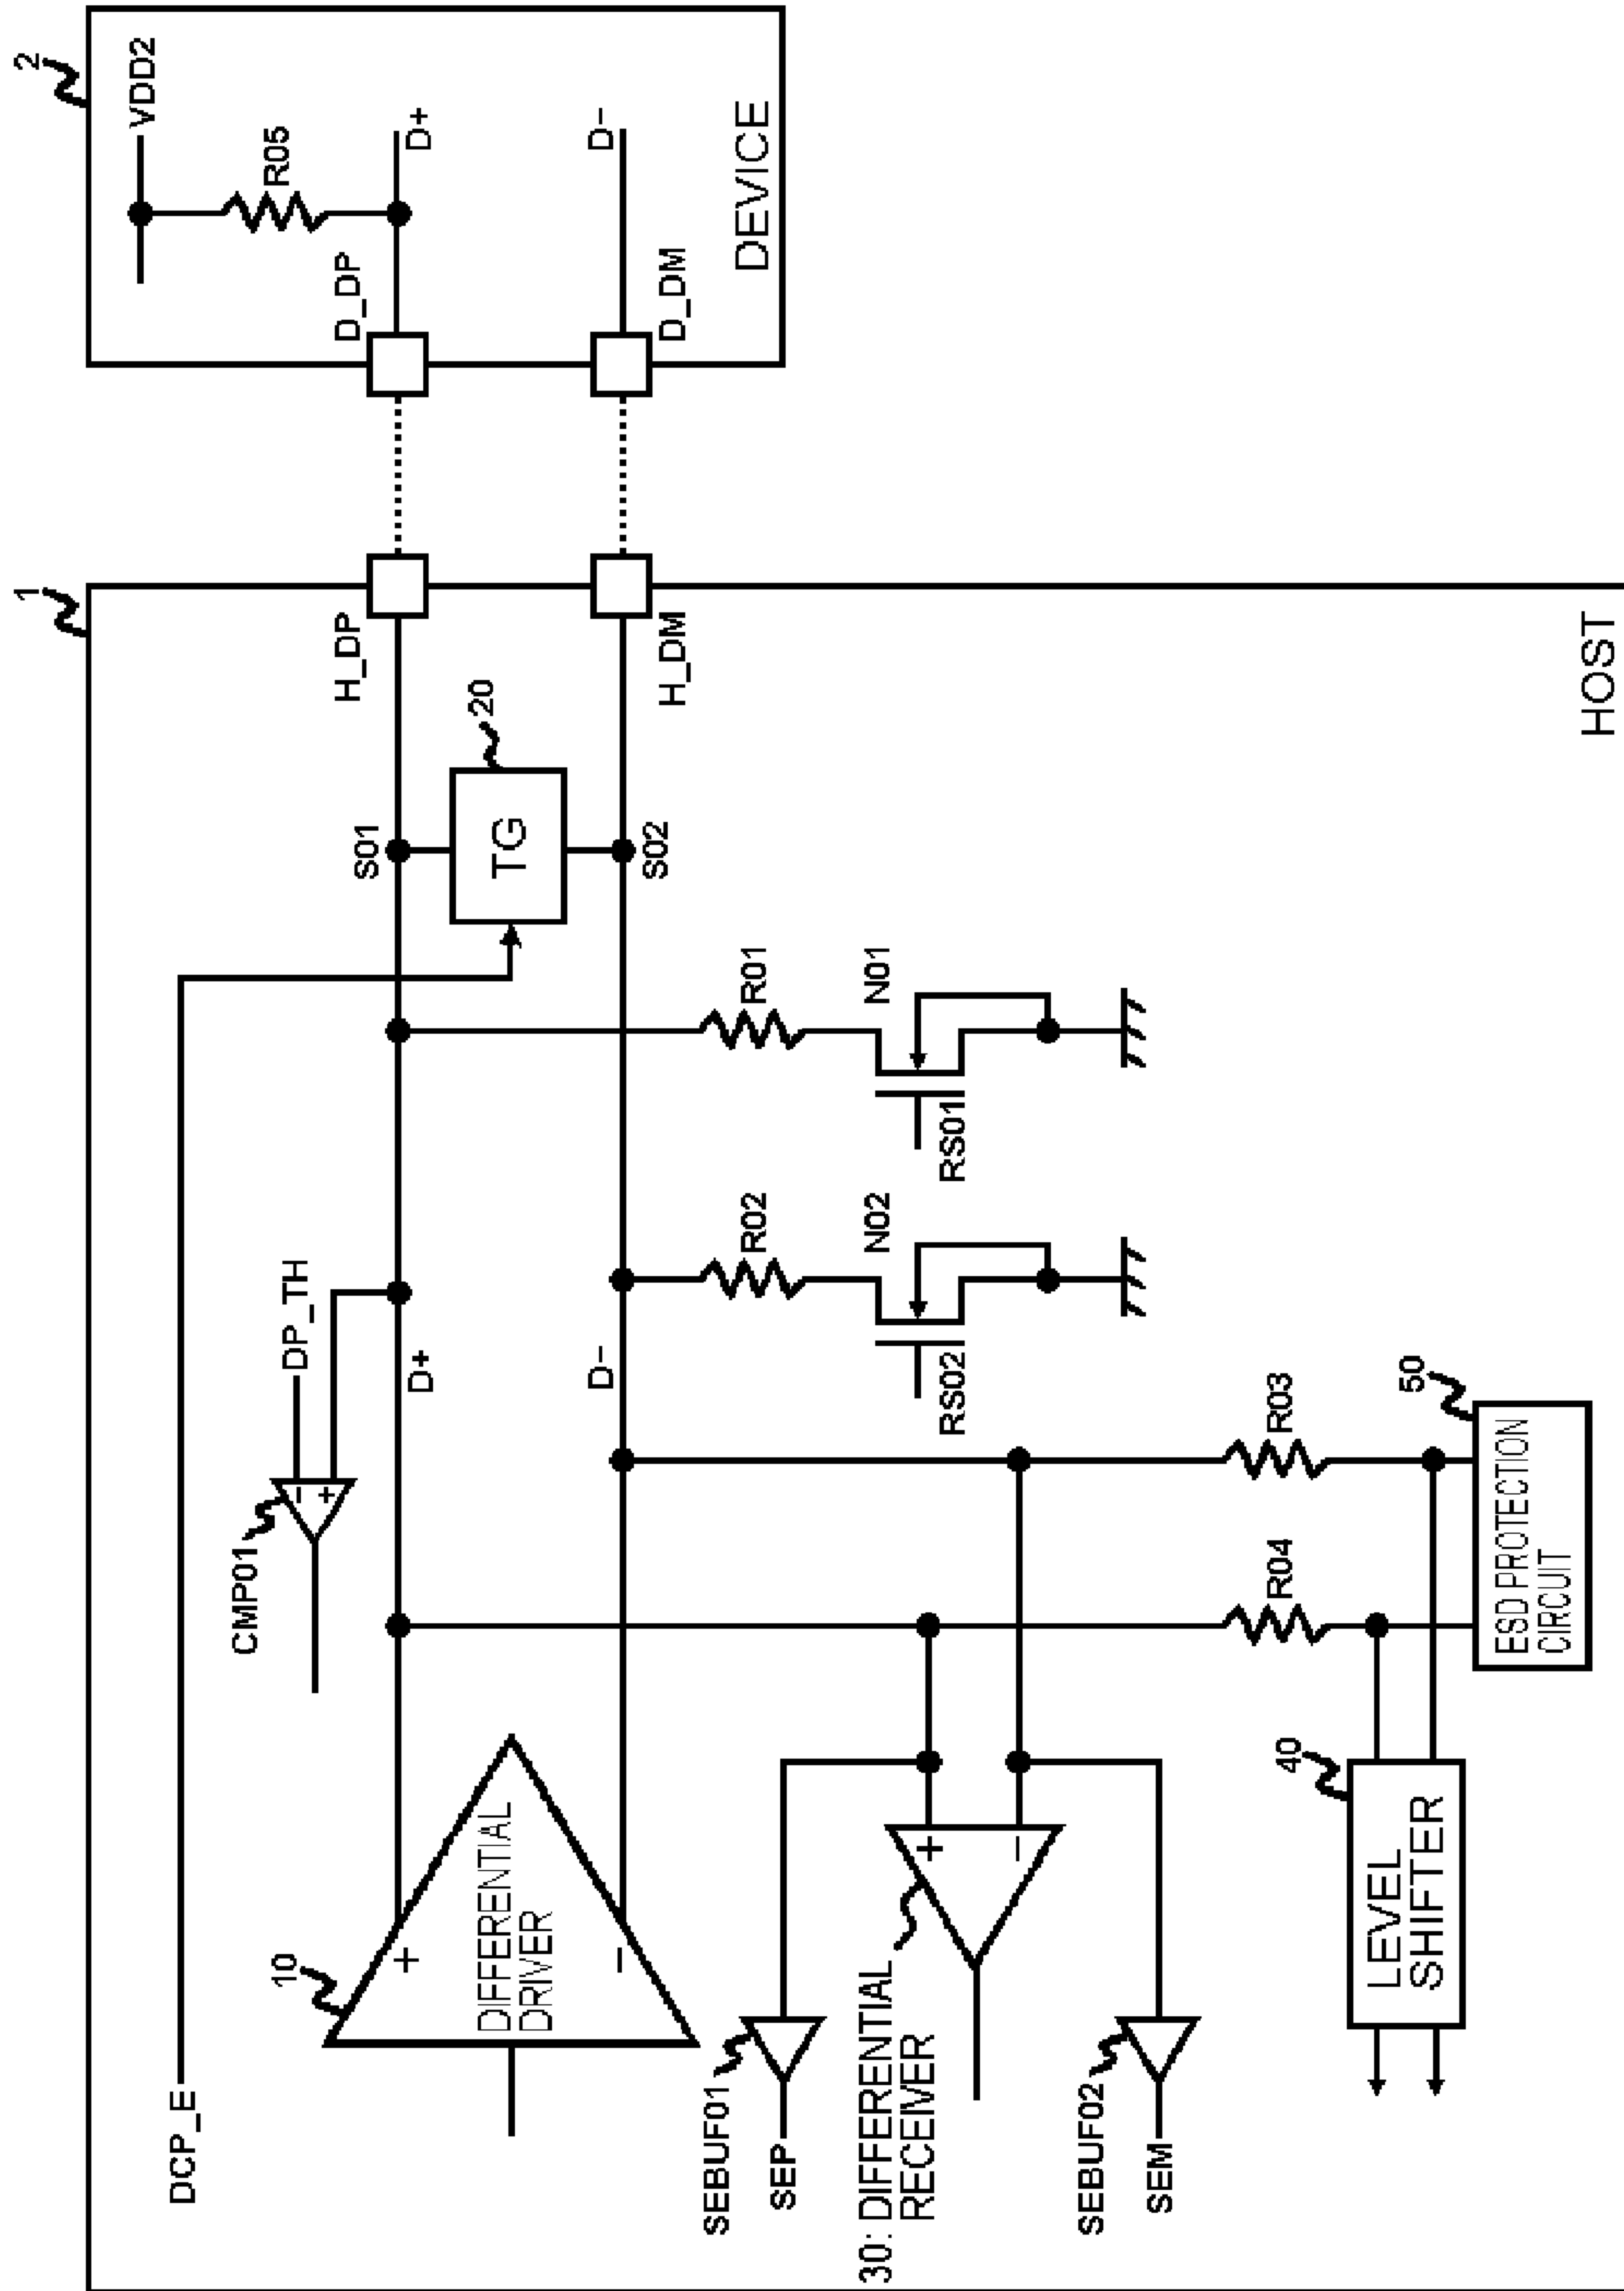 1
2
VDD2
R05
D_DP
D+
D-
D_DM
DEVICE
DCP_E
CMP01
DP_TH
-
+
10
+
-
DIFFERENTIAL
DRIVER
D+
D-
S01
H_DP
20
TG
S02
H_DM
R02
N02
RS02
R01
N01
RS01
SEBUF01
SEP
30: DIFFERENTIAL
RECEIVER
+
-
SEBUF02
SEM
R04
R03
40
LEVEL
SHIFTER
50
ESD PROTECTION
CIRCUIT
HOST